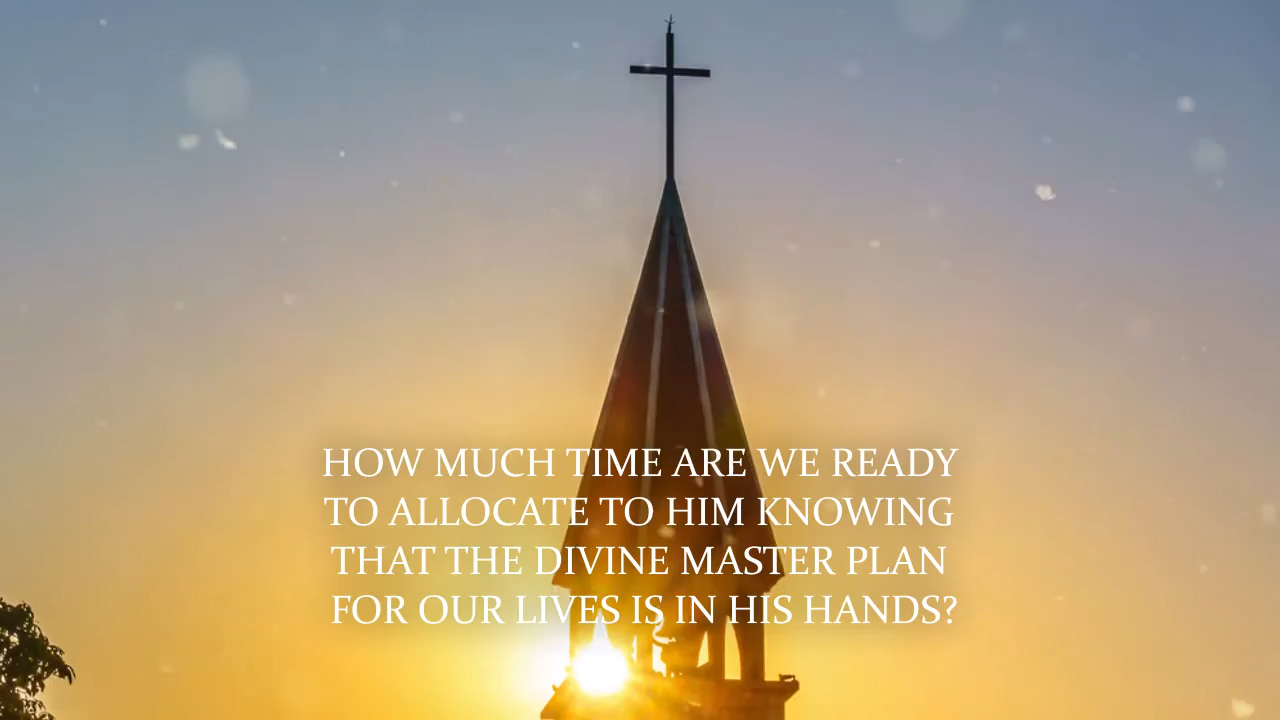 HOW MUCH TIME ARE WE READY
TO ALLOCATE TO HIM KNOWING
THAT THE DIVINE MASTER PLAN
FOR OUR LIVES IS IN HIS HANDS?